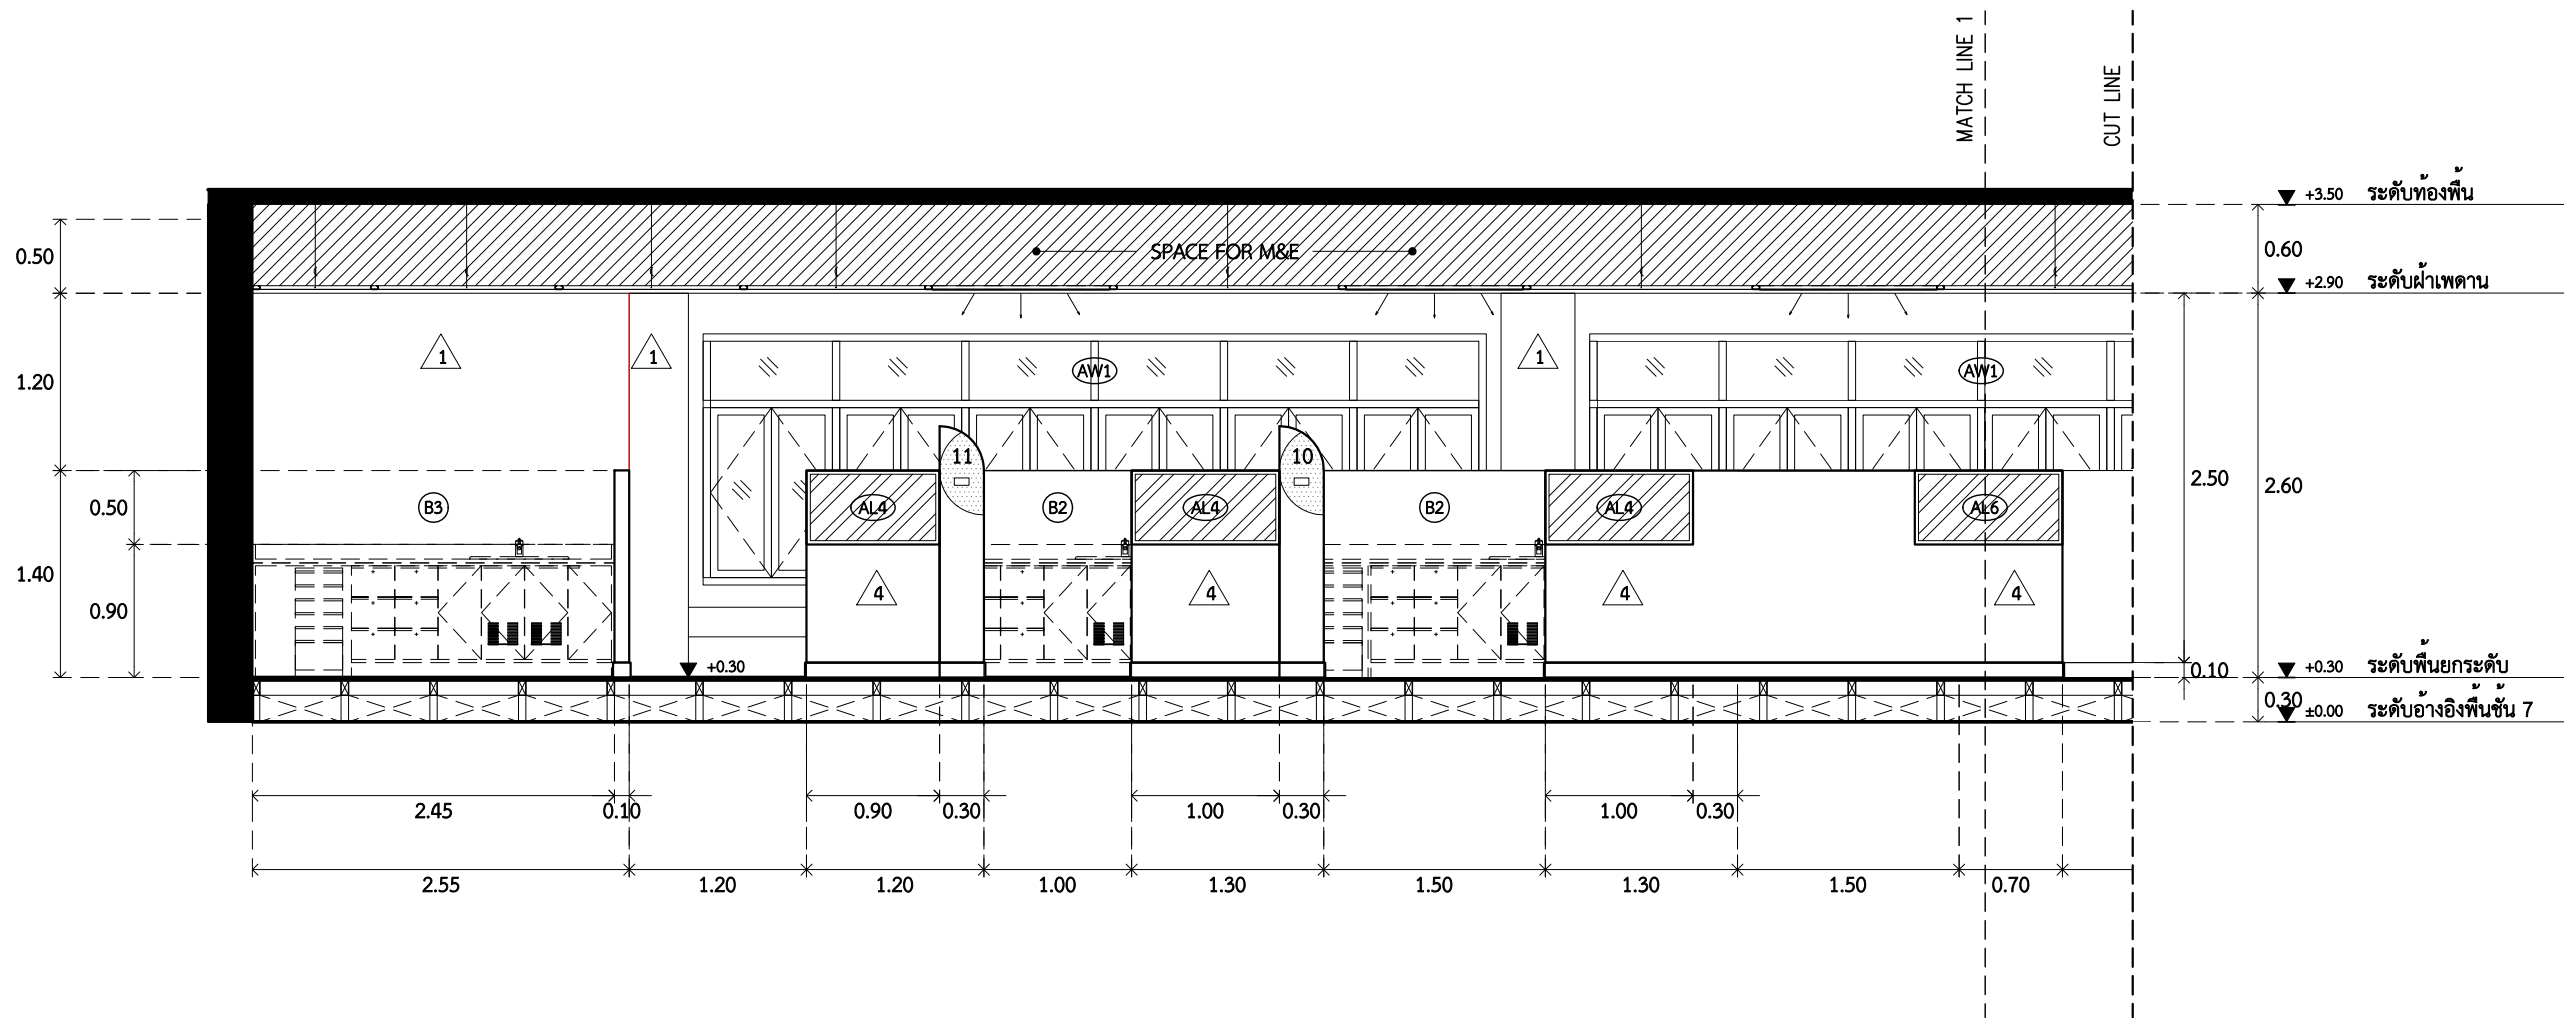 MATCH LINE 1
CUT LINE
+3.50 ระดับท้องพื้น
0.50
SPACE FOR M&E
0.60
+2.90 ระดับฝ้าเพดาน
1
1
1
1.20
AW1
AW1
11
10
2.50
2.60
0.50
B3
AL4
B2
AL4
B2
AL4
AL6
1.40
0.90
4
4
4
4
+0.30
+0.30 ระดับพื้นยกระดับ
0.10
0.30
±0.00 ระดับอ้างอิงพื้นชั้น 7
2.45
0.10
0.90
0.30
1.00
0.30
1.00
0.30
2.55
1.20
1.20
1.00
1.30
1.50
1.30
1.50
0.70